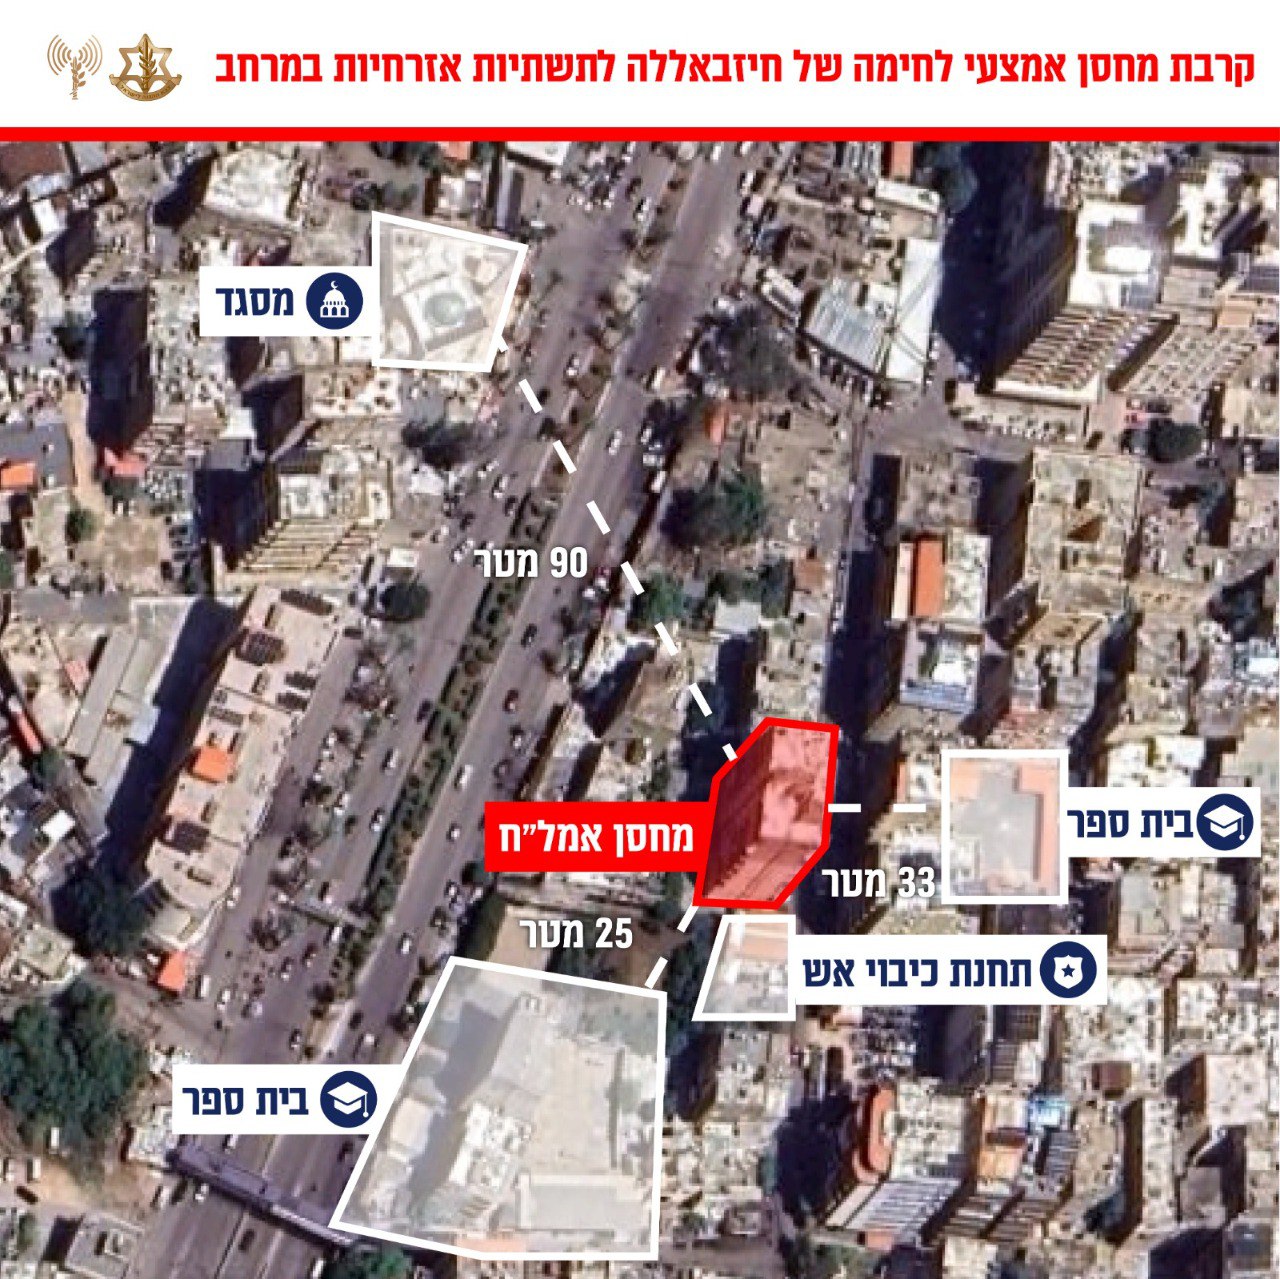 קרבת מחסן אמצעי לחימה של חיזבאללה לתשתיות אזרחיות במרחב
מסגד
90 מטר
מחסן אמל״ח
בית ספר
33 מטר
25 מטר
תחנת כיבוי אש
בית ספר